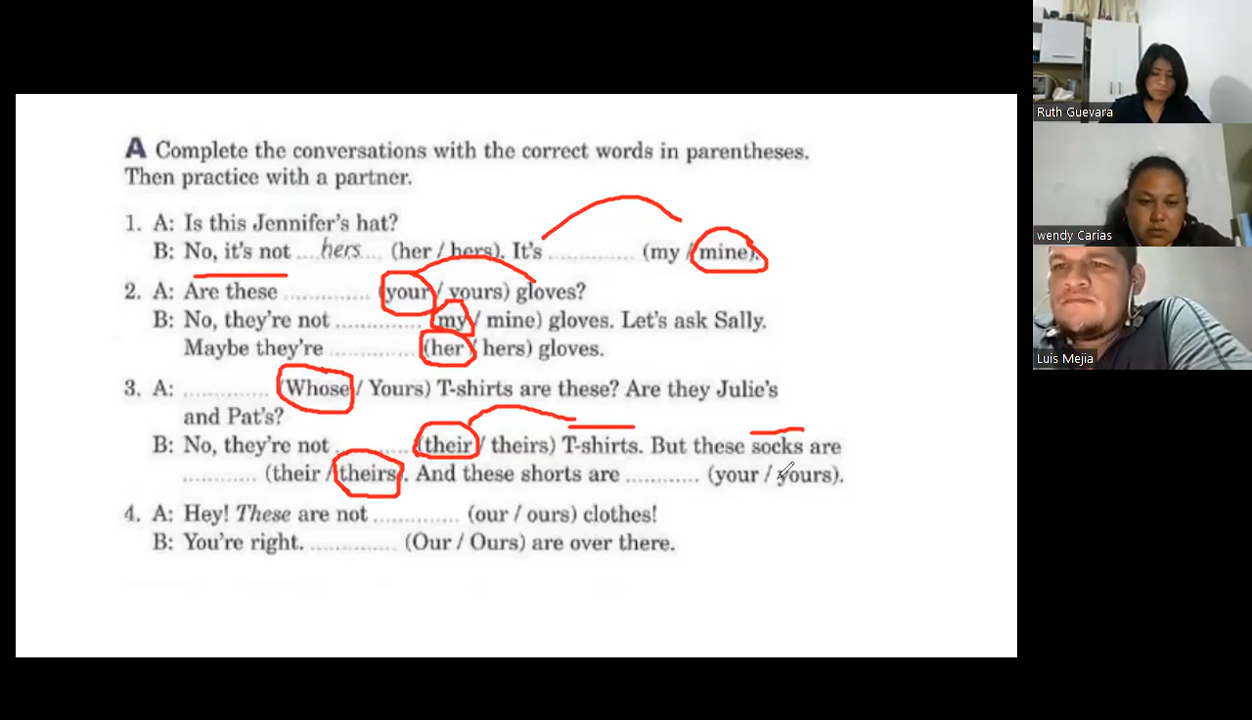 A Complete the conversations with the correct words in parentheses.
Then practice with a partner.
1. A: Is this Jennifer's hat?
B: No, it's not ....hers.... (her / hers). It's .............. (my / mine).
2. A: Are these .............. (your / yours) gloves?
B: No, they're not .............. (my / mine) gloves. Let's ask Sally.
Maybe they're .............. (her / hers) gloves.
3. A: .............. (Whose / Yours) T-shirts are these? Are they Julie's
and Pat's?
B: No, they're not .............. (their / theirs) T-shirts. But these socks are
.............. (their / theirs). And these shorts are .............. (your / yours).
4. A: Hey! These are not .............. (our / ours) clothes!
B: You're right. .............. (Our / Ours) are over there.
Ruth Guevara
wendy Carias
Luis Mejia